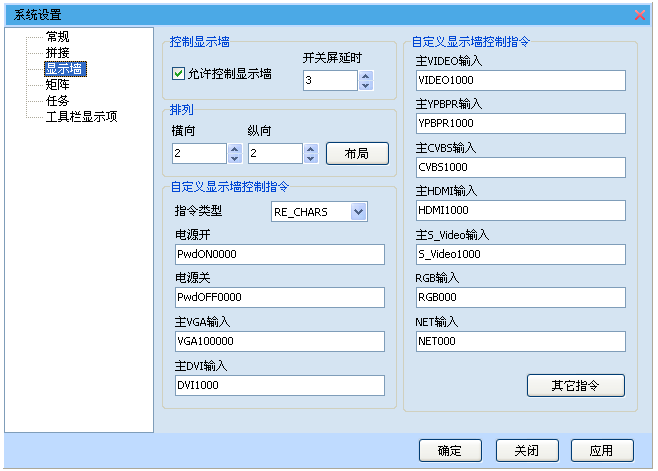 系统设置
常规
拼接
显示墙
矩阵
任务
工具栏显示项
控制显示墙
允许控制显示墙
开关屏延时
3
排列
横向
纵向
2
2
布局
自定义显示墙控制指令
指令类型
RE_CHARS
电源开
PwdON0000
电源关
PwdOFF0000
主VGA输入
VGA100000
主DVI输入
DVI1000
自定义显示墙控制指令
主VIDEO输入
VIDEO1000
主YPBPR输入
YPBPR1000
主CVBS输入
CVBS1000
主HDMI输入
HDMI1000
主S_Video输入
S_Video1000
RGB输入
RGB000
NET输入
NET000
其它指令
确定
关闭
应用